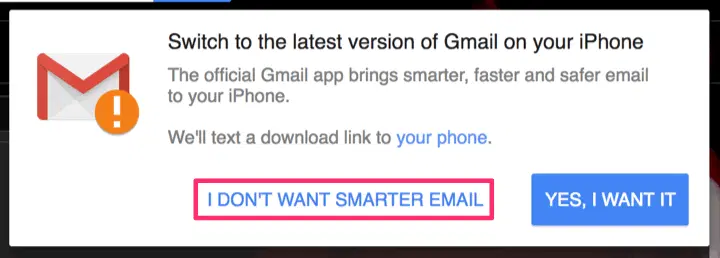 Switch to the latest version of Gmail on your iPhone
The official Gmail app brings smarter, faster and safer email
to your iPhone.
We'll text a download link to your phone.
I DON'T WANT SMARTER EMAIL
YES, I WANT IT